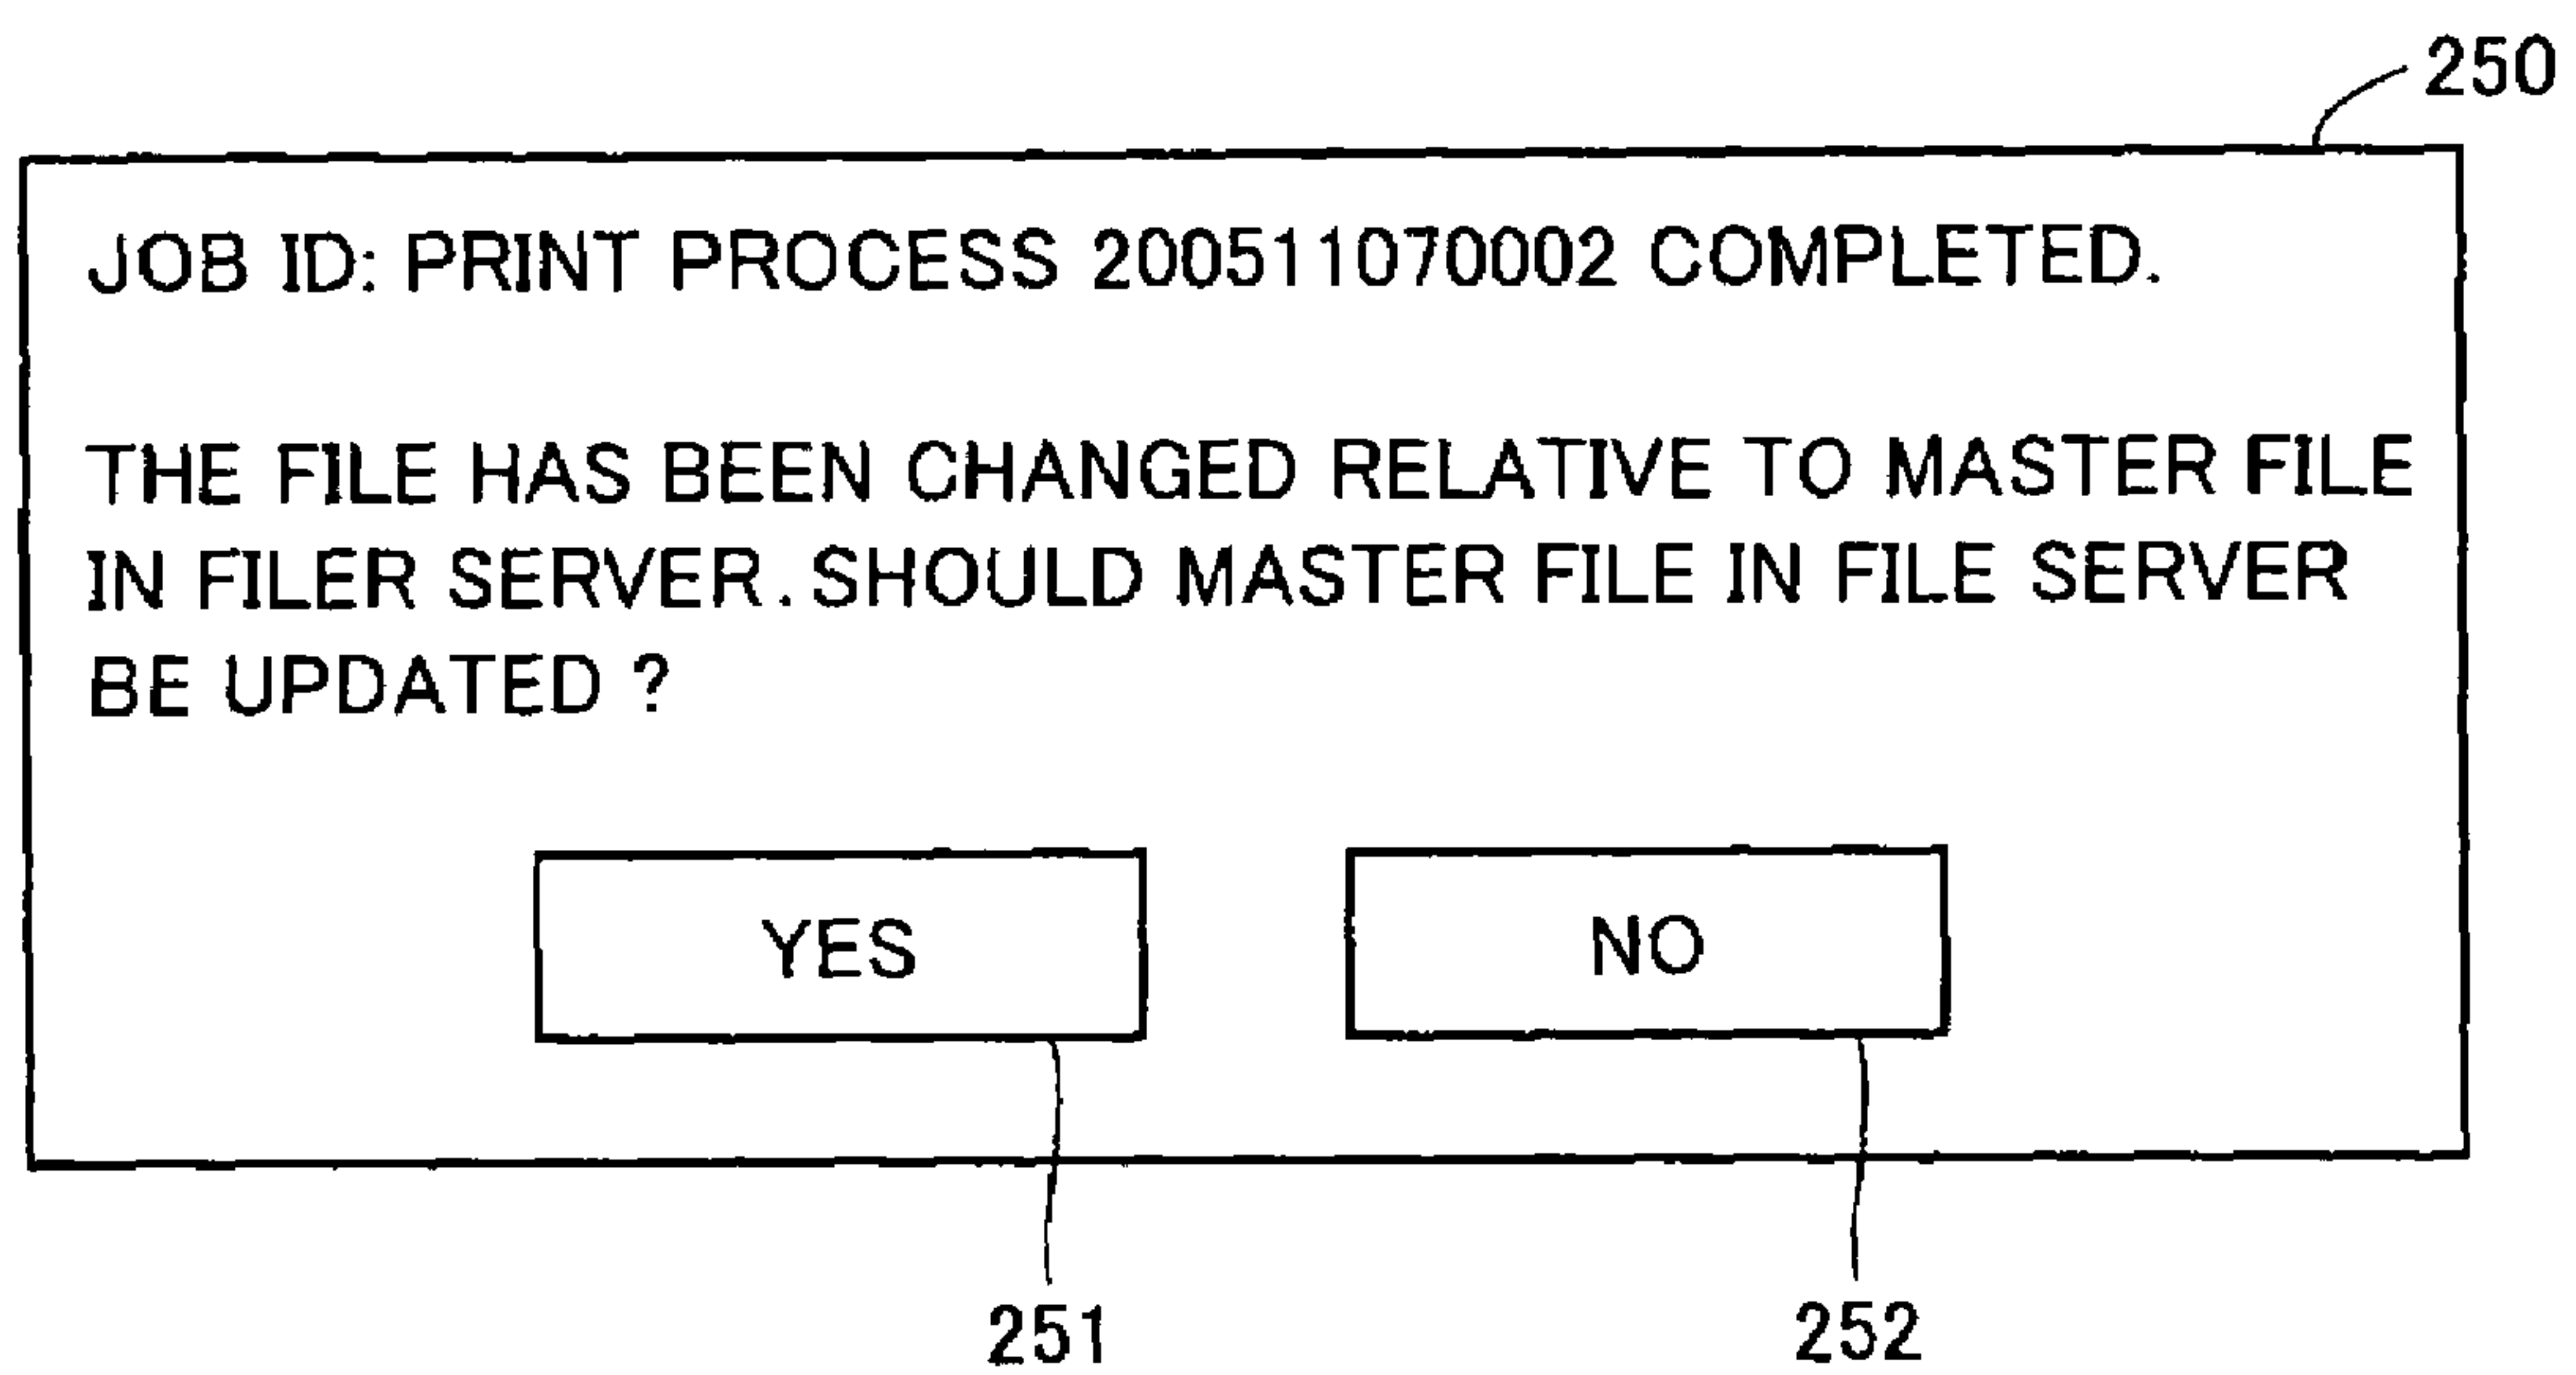 250
JOB ID: PRINT PROCESS 200511070002 COMPLETED.
THE FILE HAS BEEN CHANGED RELATIVE TO MASTER FILE
IN FILER SERVER. SHOULD MASTER FILE IN FILE SERVER
BE UPDATED ?
YES NO
251 252